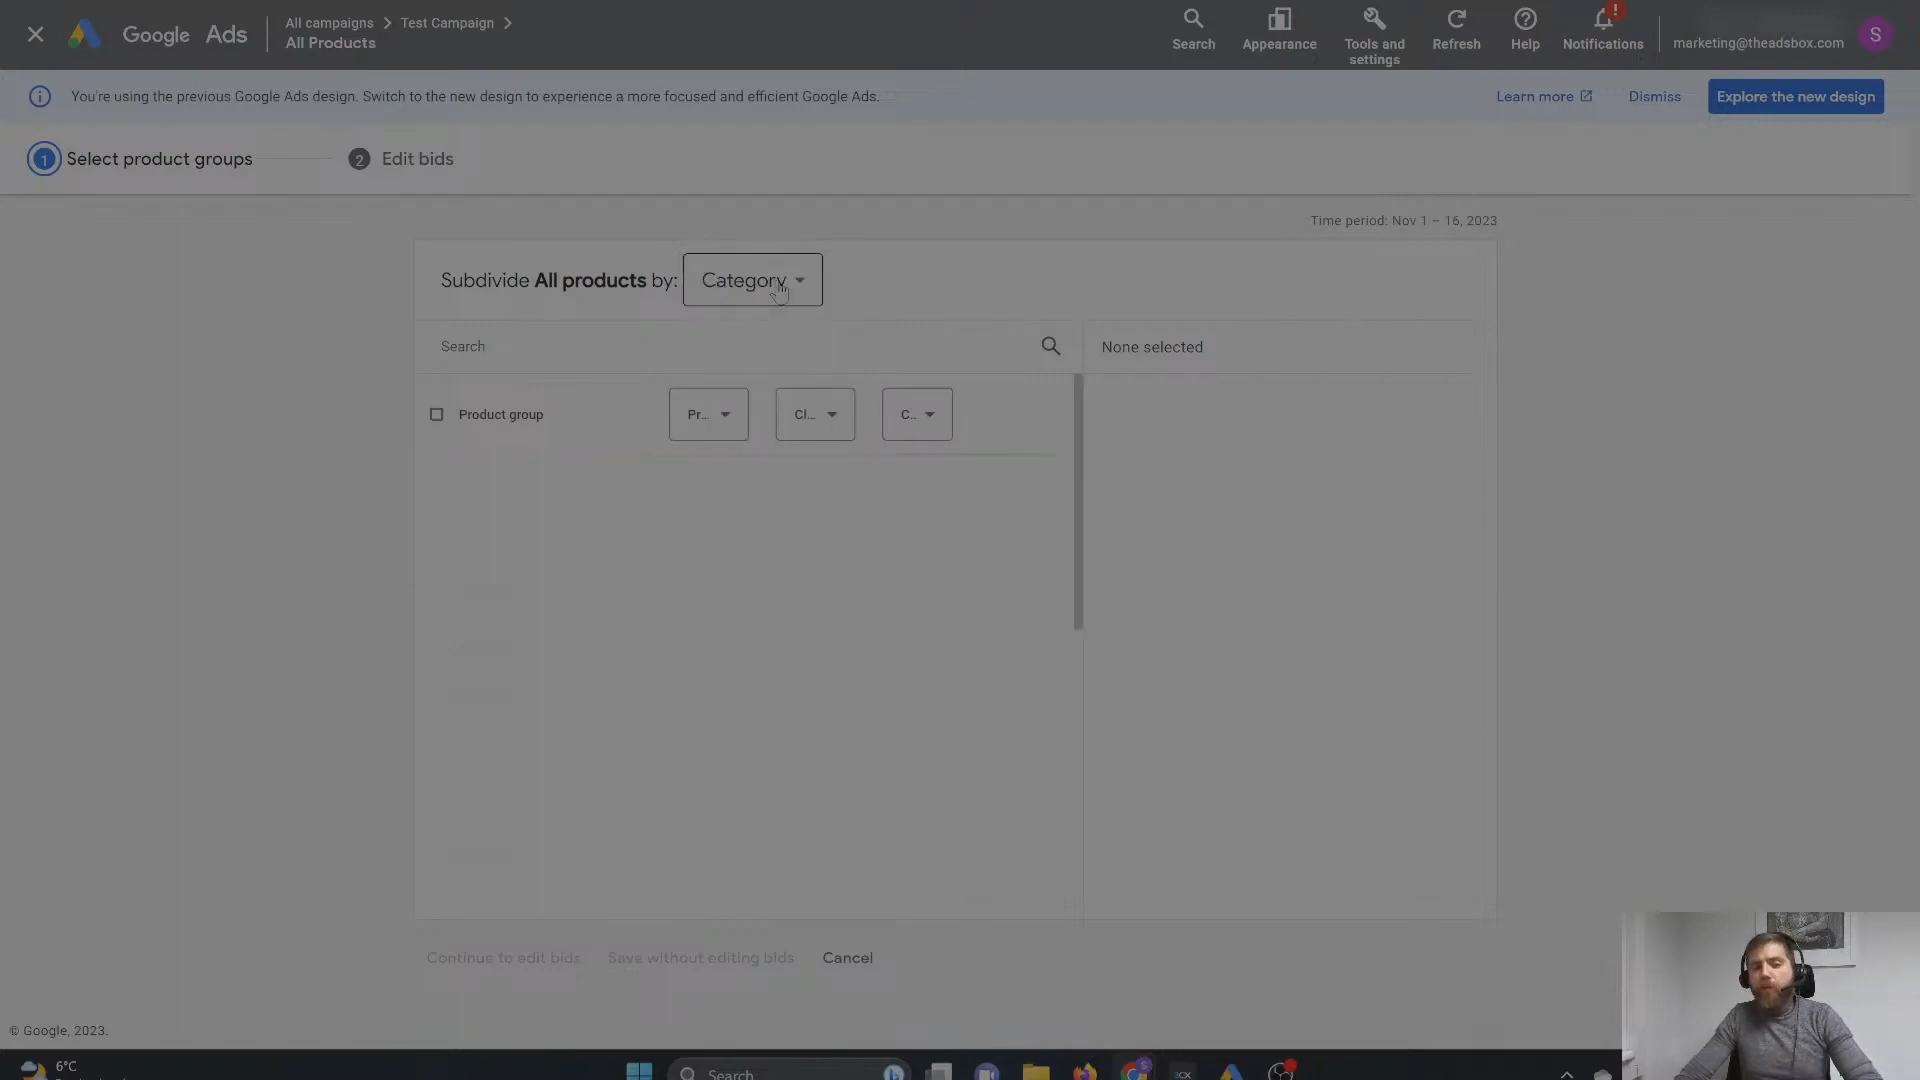 Google Ads
All campaigns > Test Campaign >
All Products
Search
Appearance
Tools and settings
Refresh
Help
Notifications
marketing@theadsbox.com
S
You're using the previous Google Ads design. Switch to the new design to experience a more focused and efficient Google Ads.
Learn more
Dismiss
Explore the new design
1 Select product groups
2 Edit bids
Time period: Nov 1 – 16, 2023
Subdivide All products by: Category
Search
None selected
Product group
Pr...
Cl...
C..
Continue to edit bids
Save without editing bids
Cancel
© Google, 2023.
6°C
Search